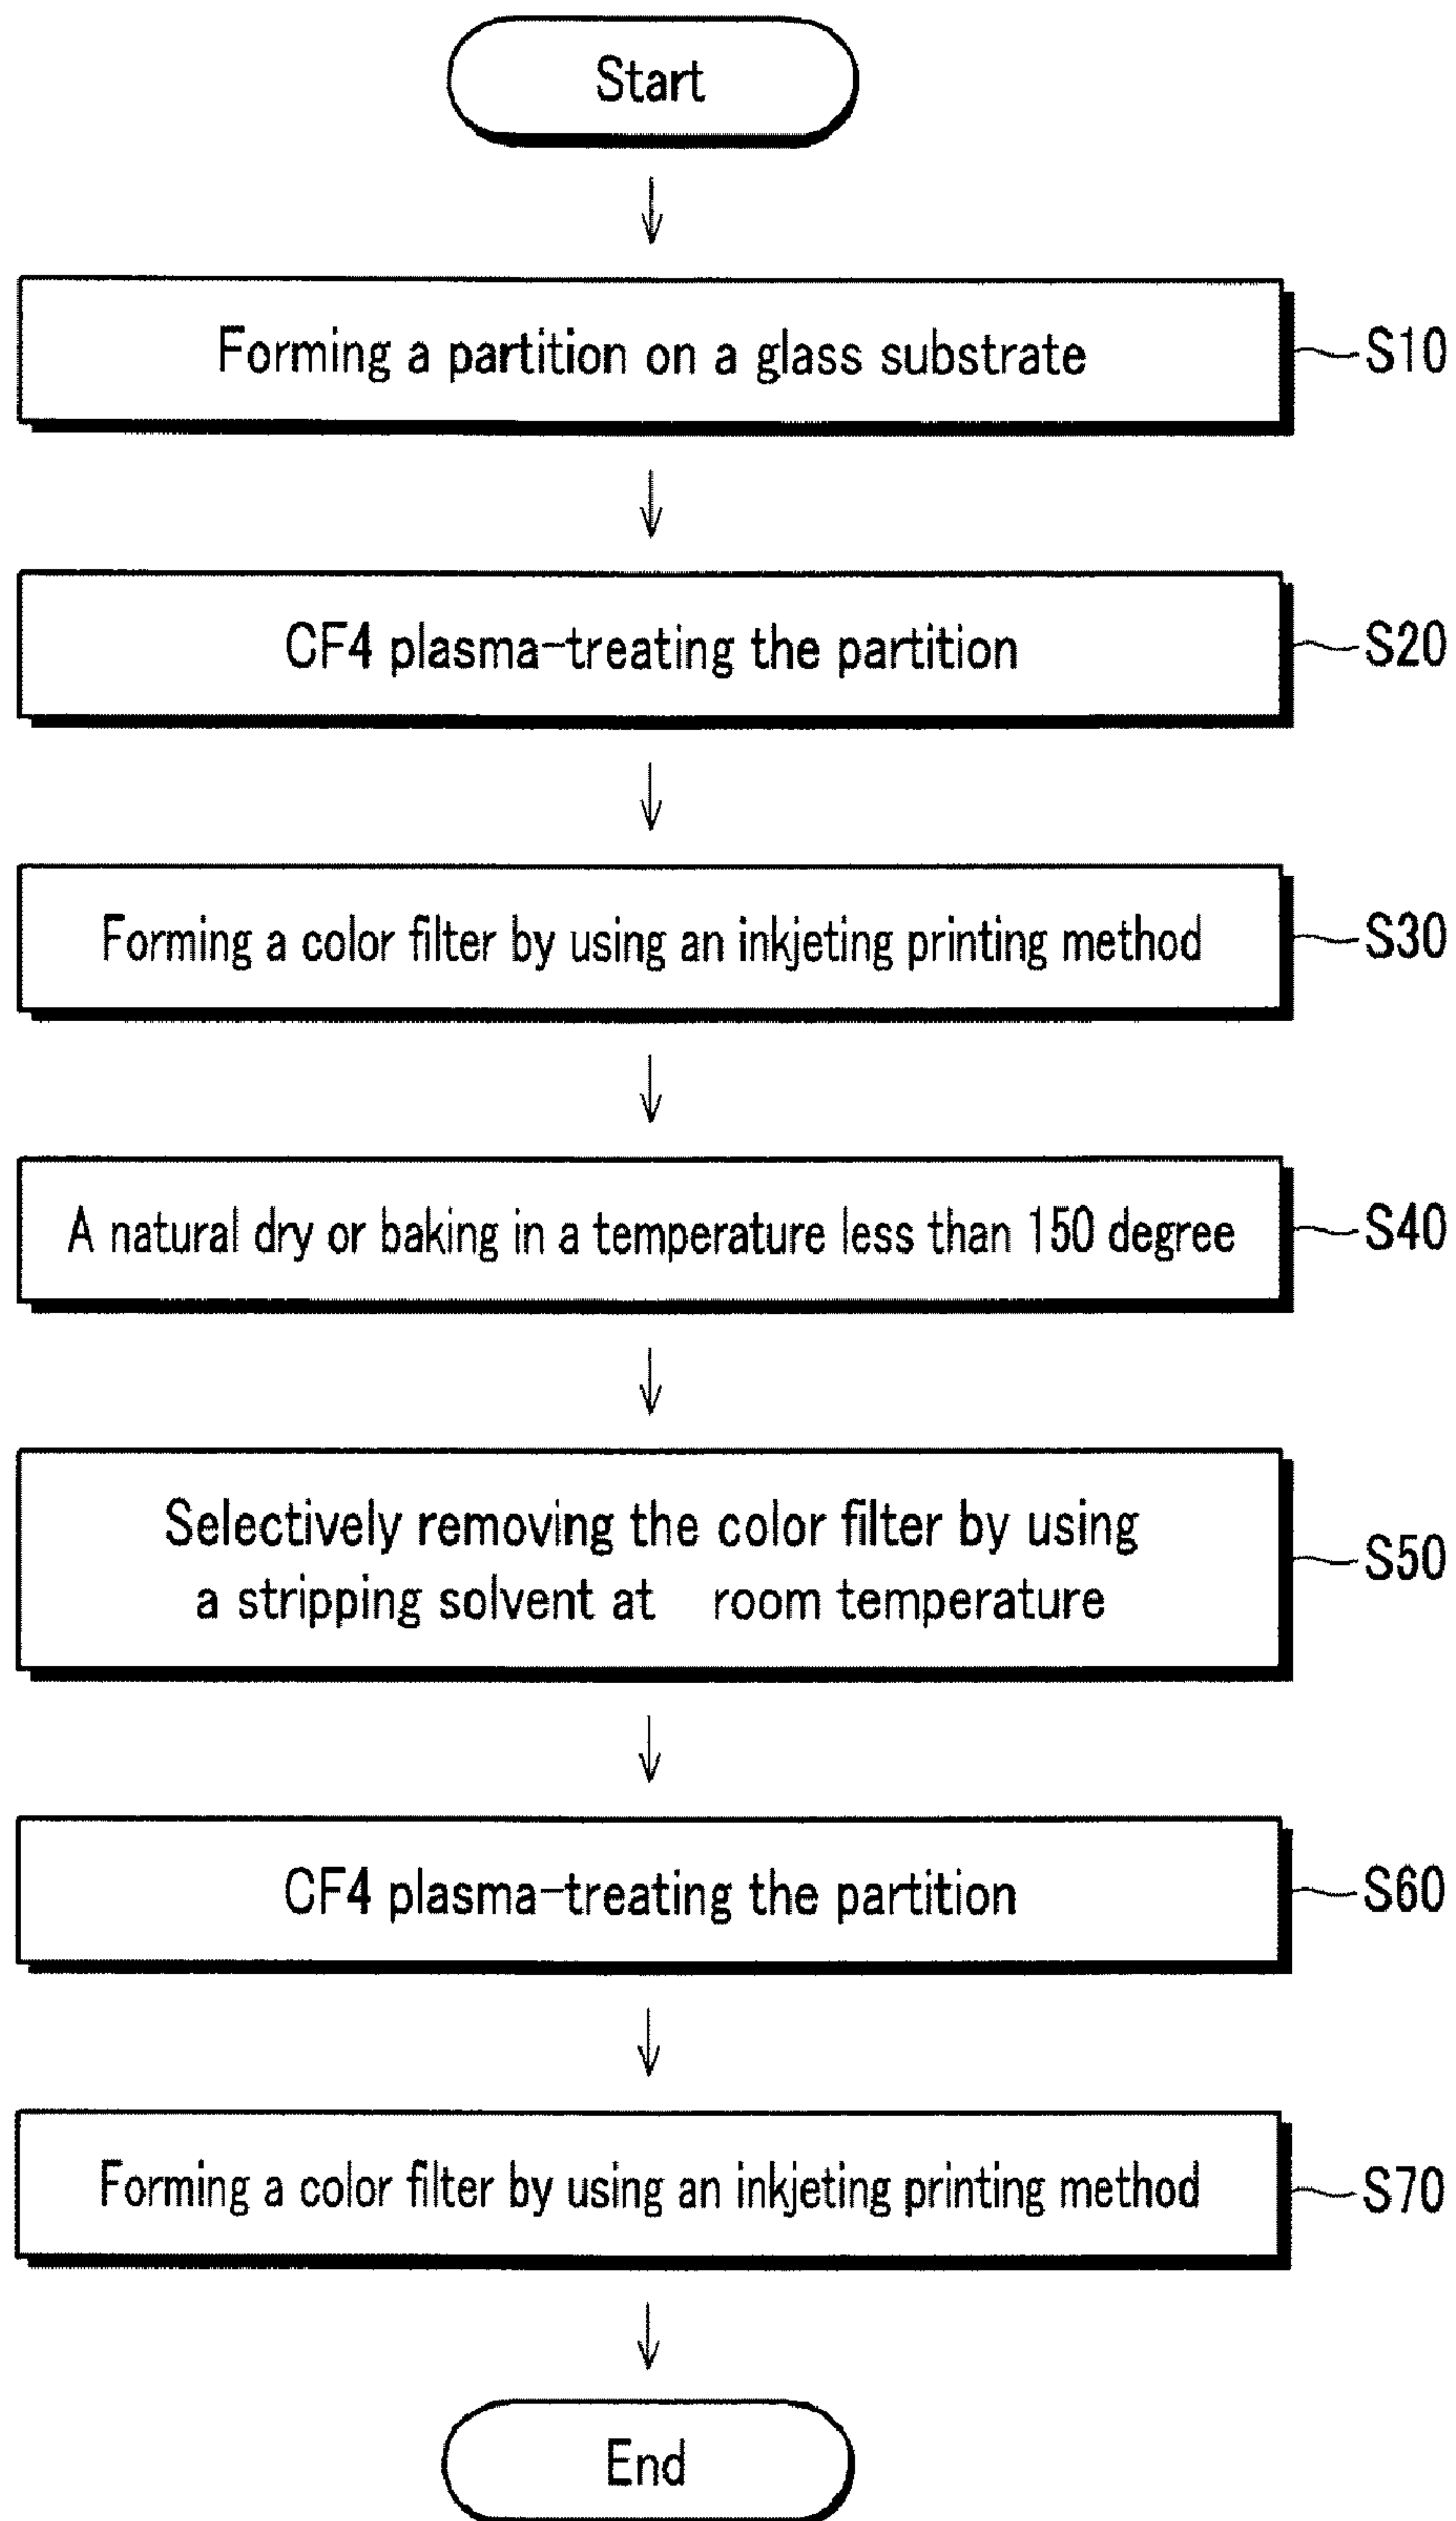 Start
Forming a partition on a glass substrate
S10
CF4 plasma-treating the partition
S20
Forming a color filter by using an inkjeting printing method
S30
A natural dry or baking in a temperature less than 150 degree
S40
Selectively removing the color filter by using
a stripping solvent at room temperature
S50
CF4 plasma-treating the partition
S60
Forming a color filter by using an inkjeting printing method
S70
End